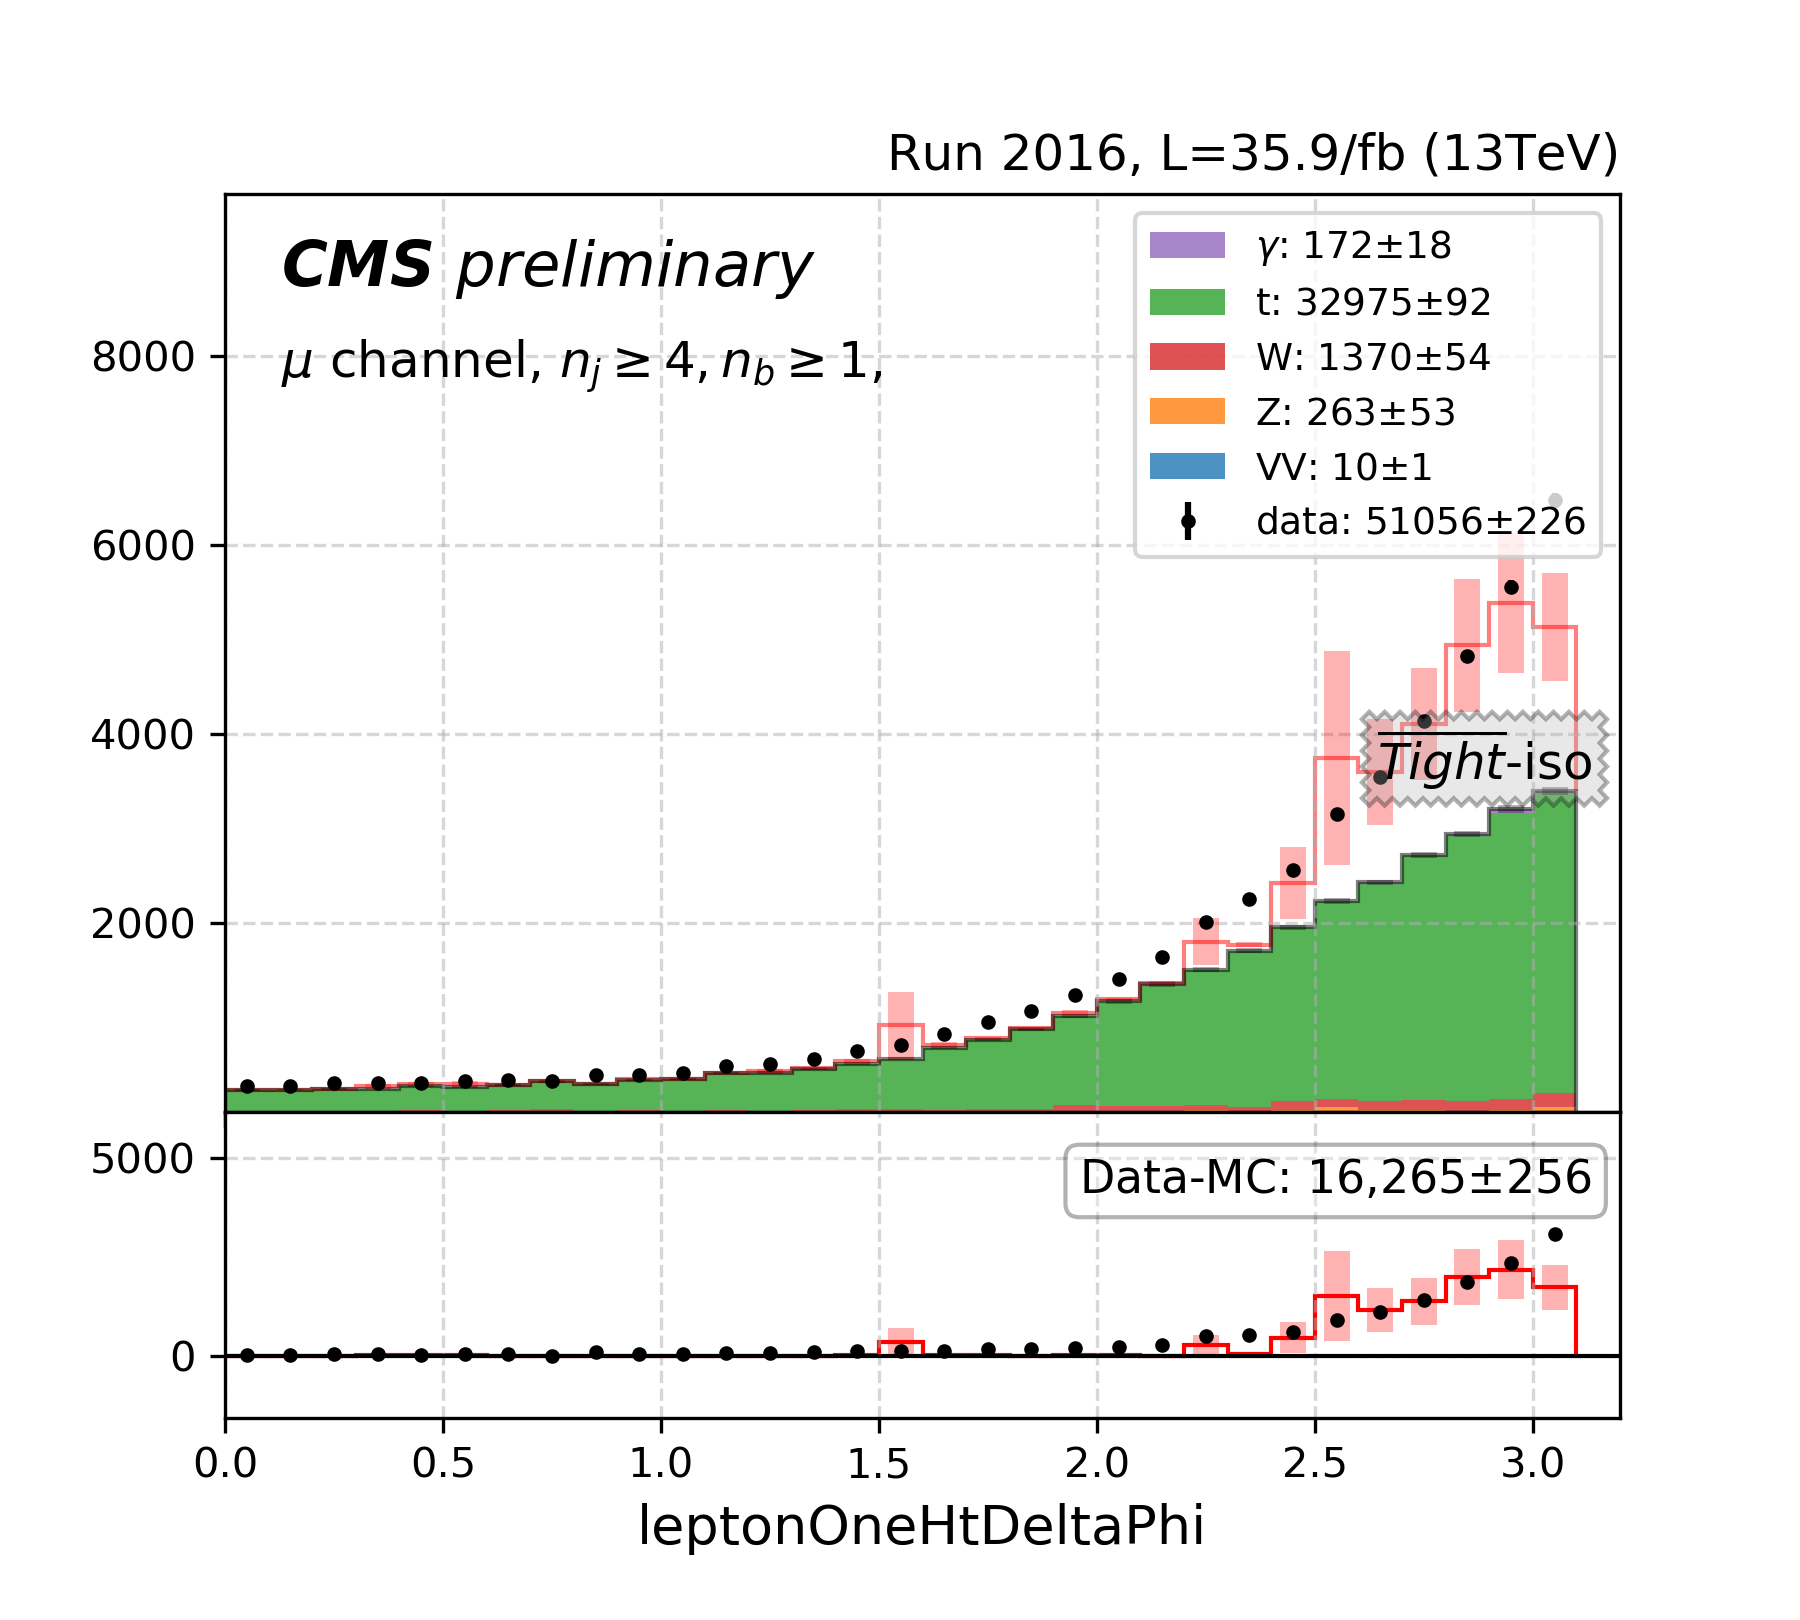 Run 2016, L=35.9/fb (13TeV)
CMS preliminary
μ channel, n_j ≥ 4, n_b ≥ 1,
γ: 172±18
t: 32975±92
W: 1370±54
Z: 263±53
VV: 10±1
data: 51056±226
8000
6000
4000
2000
Tight-iso
5000
0
Data-MC: 16,265±256
0.0 0.5 1.0 1.5 2.0 2.5 3.0
leptonOneHtDeltaPhi